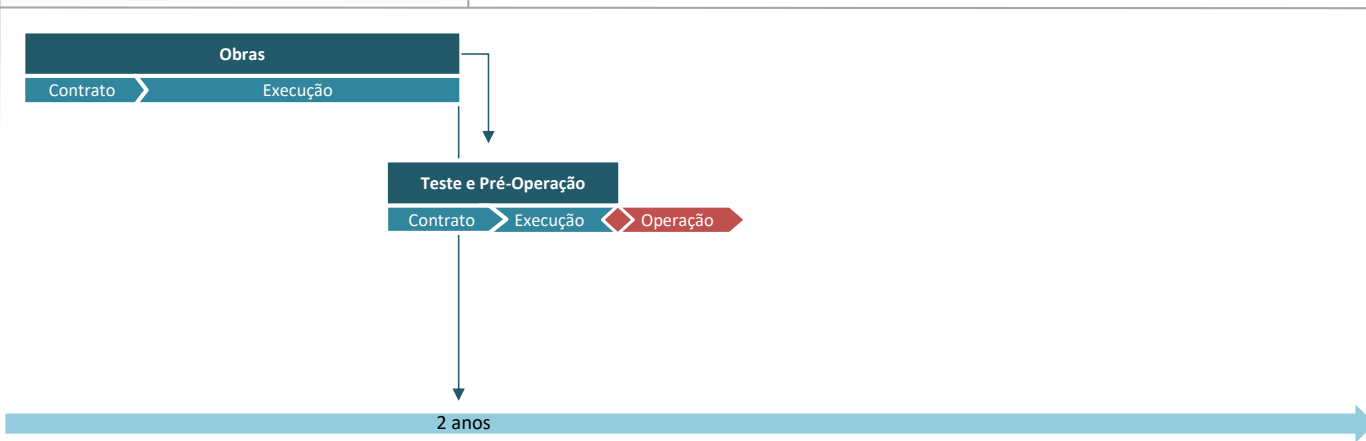 Obras
Contrato Execução
Teste e Pré-Operação
Contrato Execução Operação
2 anos